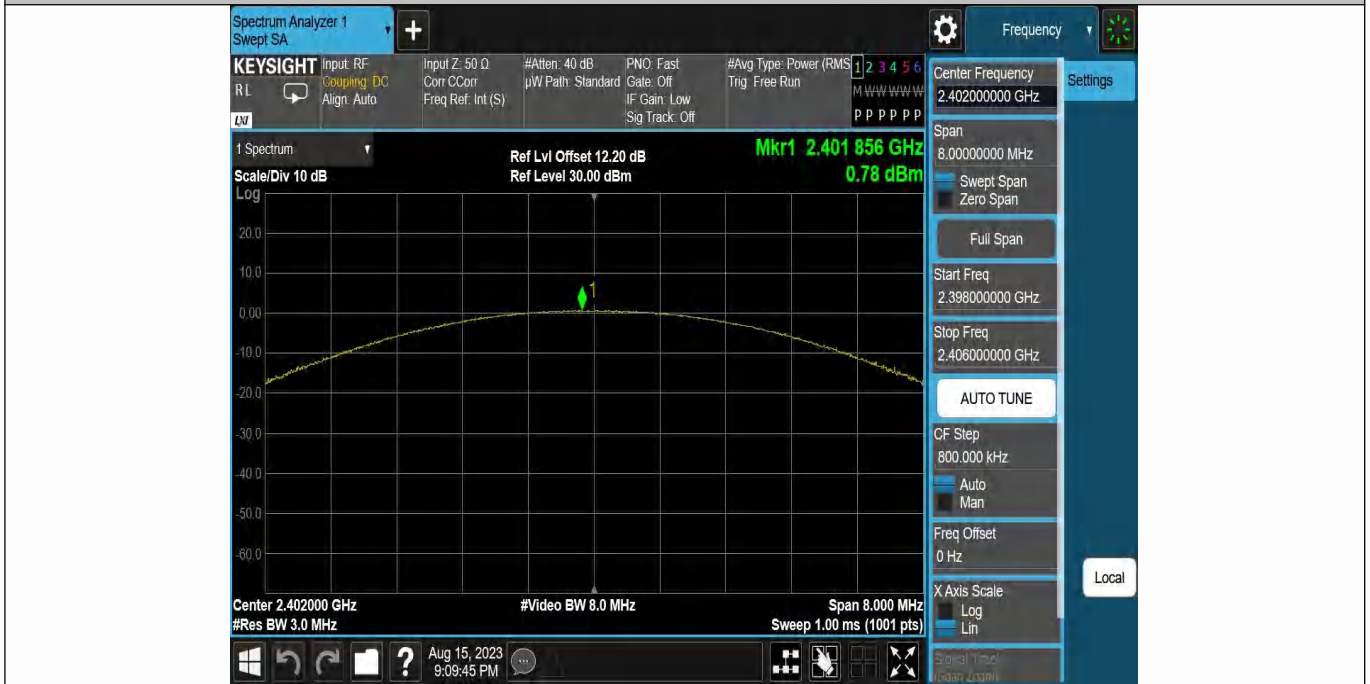 Spectrum Analyzer 1
Swept SA
+
Frequency
KEYSIGHT
RL
LXI
Input: RF
Coupling: DC
Align: Auto
Input Z: 50 Ω
Corr CCorr
Freq Ref: Int (S)
#Atten: 40 dB
µW Path: Standard
PNO: Fast
Gate: Off
IF Gain: Low
Sig Track: Off
#Avg Type: Power (RMS
Trig: Free Run
1 2 3 4 5 6
M W W W W W
P P P P P P
1 Spectrum
Scale/Div 10 dB
Log
Ref Lvl Offset 12.20 dB
Ref Level 30.00 dBm
Mkr1 2.401 856 GHz
0.78 dBm
20.0
10.0
0.00
-10.0
-20.0
-30.0
-40.0
-50.0
-60.0
1
Center 2.402000 GHz
#Res BW 3.0 MHz
#Video BW 8.0 MHz
Span 8.000 MHz
Sweep 1.00 ms (1001 pts)
Center Frequency
2.402000000 GHz
Settings
Span
8.00000000 MHz
Swept Span
Zero Span
Full Span
Start Freq
2.398000000 GHz
Stop Freq
2.406000000 GHz
AUTO TUNE
CF Step
800.000 kHz
Auto
Man
Freq Offset
0 Hz
X Axis Scale
Log
Lin
Local
Signal Track
(Span Zoom)
?
Aug 15, 2023
9:09:45 PM